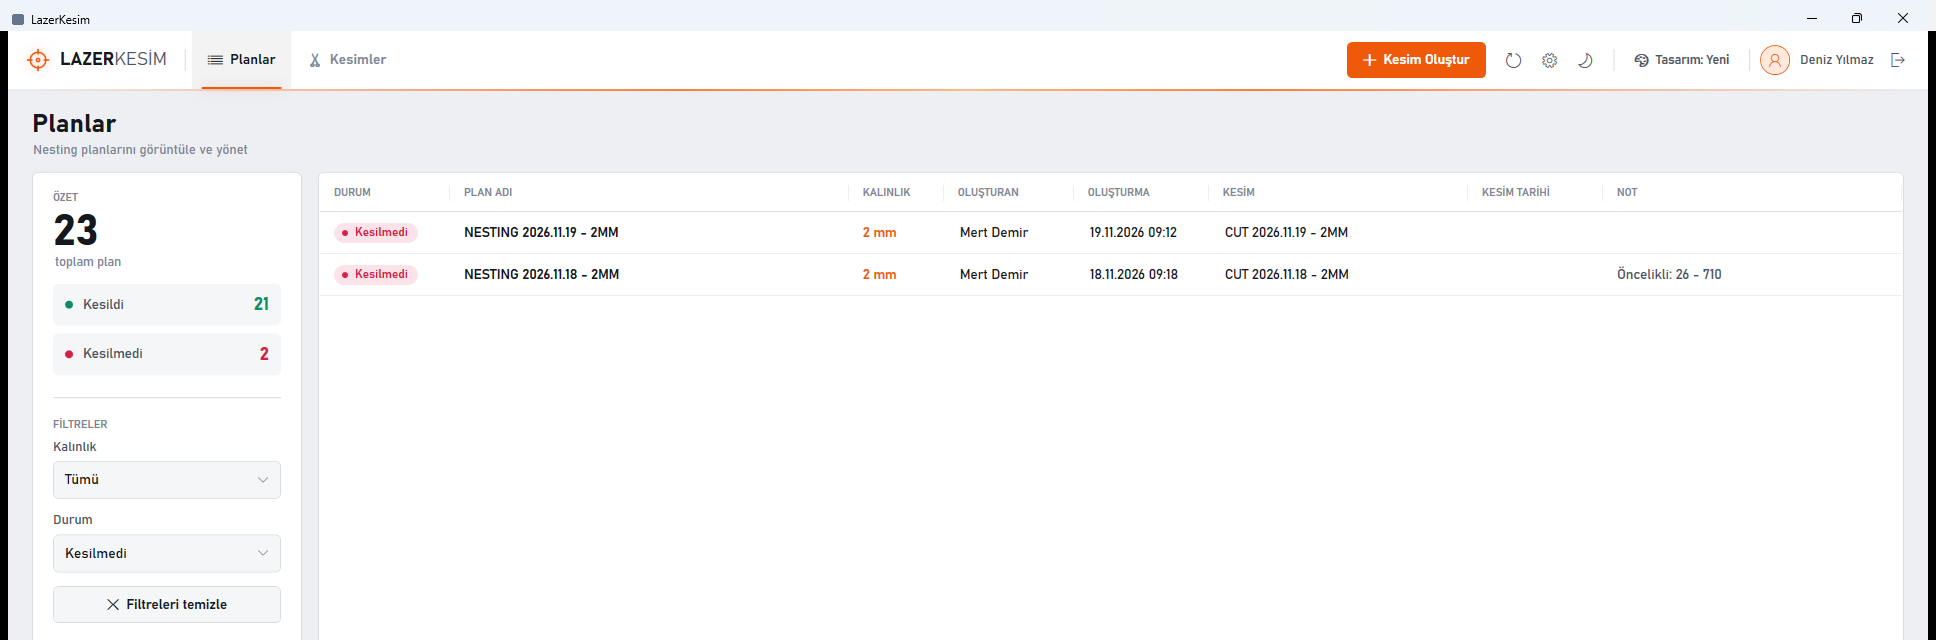 LazerKesim
LAZERKESİM
Planlar
Kesimler
Kesim Oluştur
Tasarım: Yeni
Deniz Yılmaz
Planlar
Nesting planlarını görüntüle ve yönet
ÖZET
23
toplam plan
Kesildi 21
Kesilmedi 2
FİLTRELER
Kalınlık
Tümü
Durum
Kesilmedi
Filtreleri temizle
DURUM PLAN ADI KALINLIK OLUŞTURAN OLUŞTURMA KESİM KESİM TARİHİ NOT
Kesilmedi NESTING 2026.11.19 - 2MM 2 mm Mert Demir 19.11.2026 09:12 CUT 2026.11.19 - 2MM
Kesilmedi NESTING 2026.11.18 - 2MM 2 mm Mert Demir 18.11.2026 09:18 CUT 2026.11.18 - 2MM Öncelikli: 26 - 710